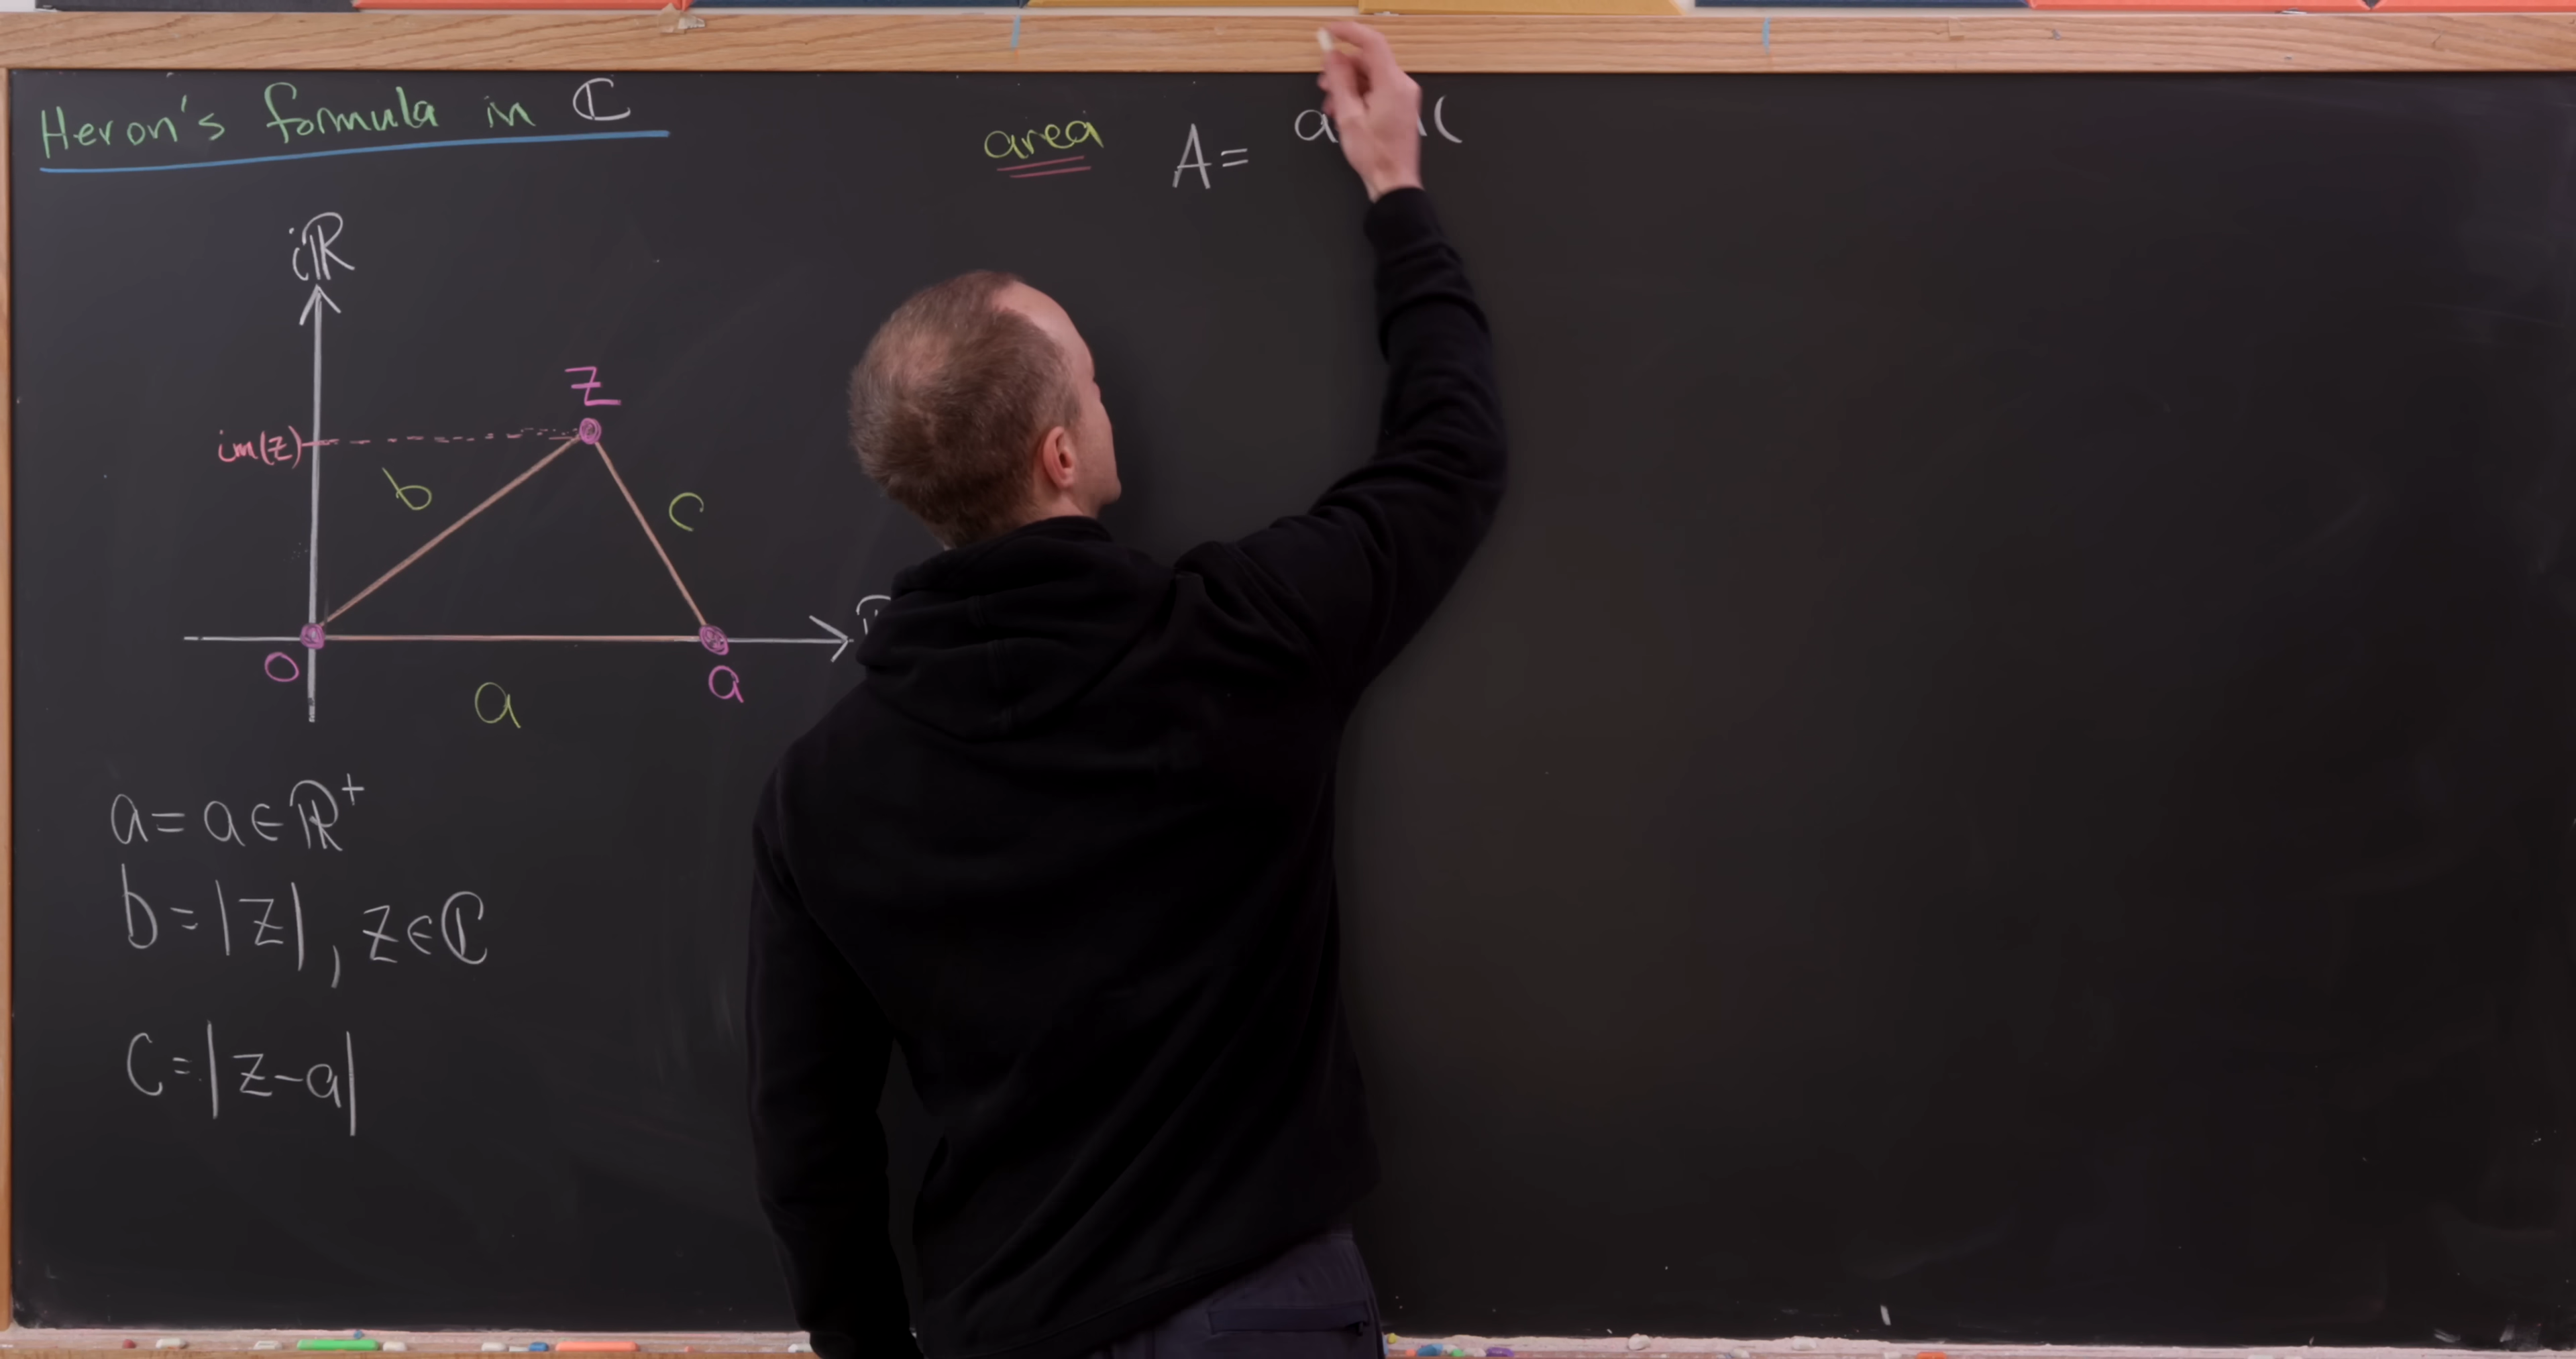 Heron's formula in ℂ
area A = a
iℝ
z
im(z)
b
c
0
a
a
a = a ∈ ℝ⁺
b = |z|, z ∈ ℂ
c = |z-a|